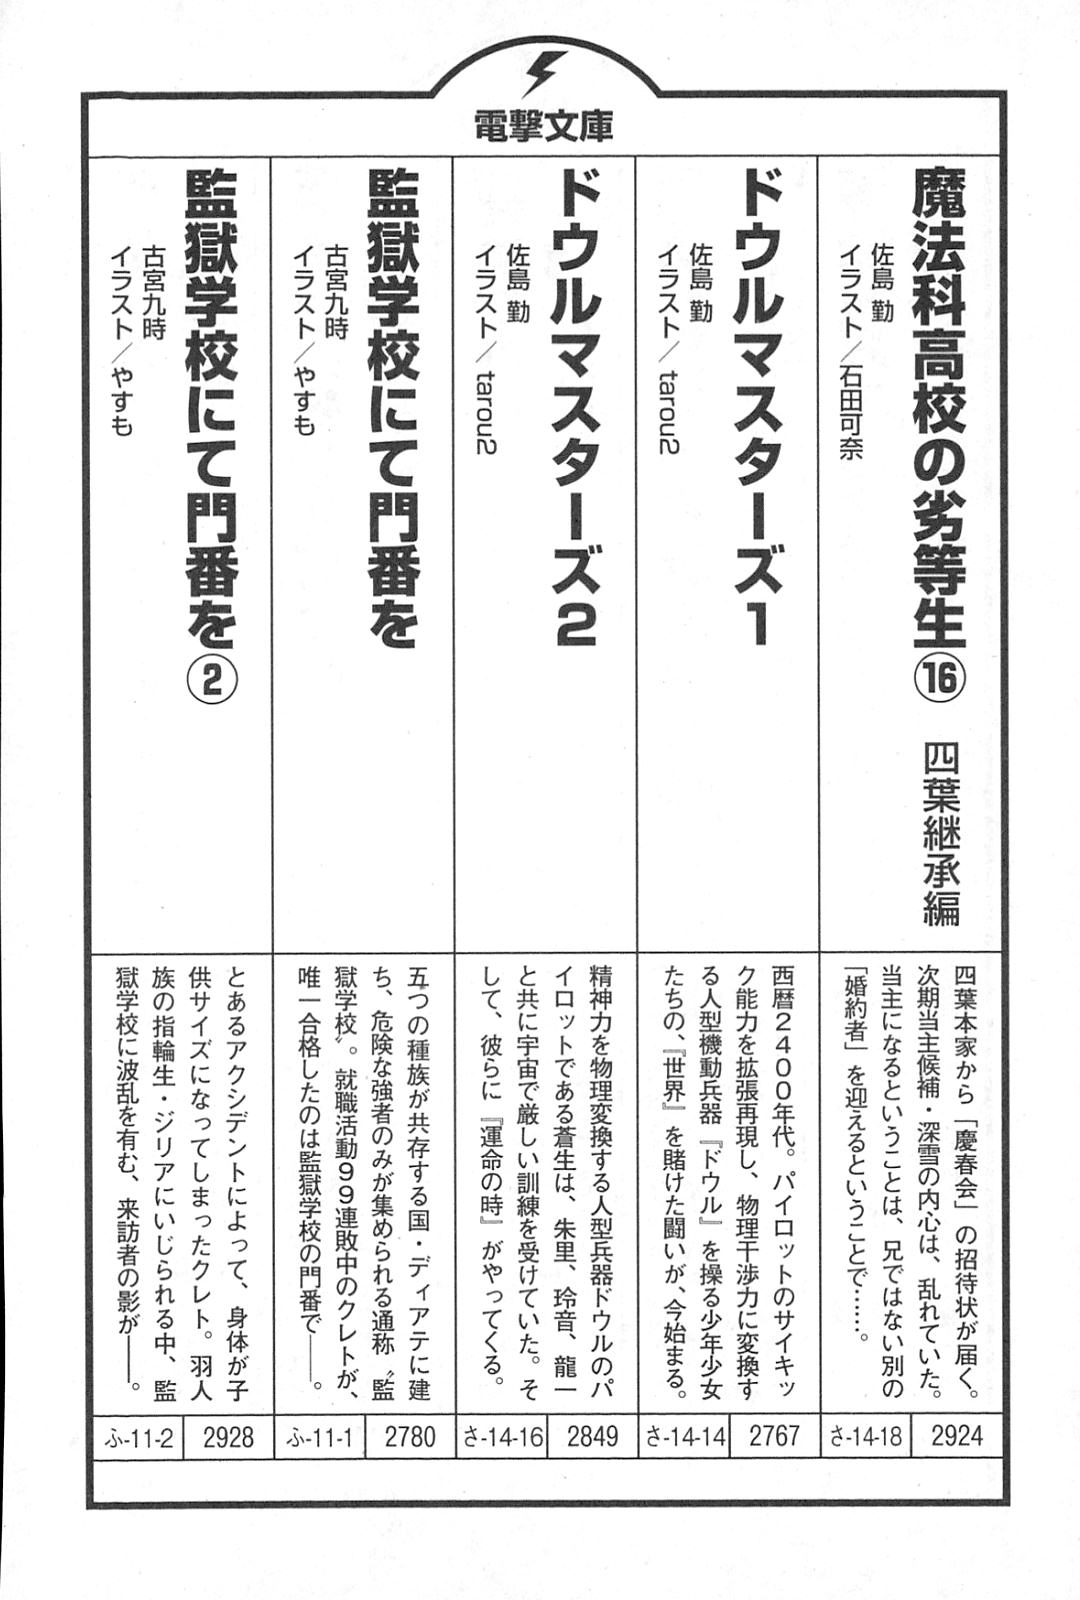 電撃文庫
魔法科高校の劣等生⑯ 四葉継承編
佐島 勤
イラスト／石田可奈
四葉本家から「慶春会」の招待状が届く。
次期当主候補・深雪の内心は、乱れていた。
当主になるということは、兄ではない別の
「婚約者」を迎えるということで……。
さ-14-18
2924
ドウルマスターズ1
佐島 勤
イラスト／tarou2
西暦2400年代。パイロットのサイキッ
ク能力を拡張再現し、物理干渉力に変換す
る人型機動兵器『ドウル』を操る少年少女
たちの、『世界』を賭けた闘いが、今始まる。
さ-14-14
2767
ドウルマスターズ2
佐島 勤
イラスト／tarou2
精神力を物理変換する人型兵器ドウルのパ
イロットである蒼生は、朱里、玲音、龍一
と共に宇宙で厳しい訓練を受けていた。そ
して、彼らに『運命の時』がやってくる。
さ-14-16
2849
監獄学校にて門番を
古宮九時
イラスト／やすも
五つの種族が共存する国・ディアテに建
ち、危険な強者のみが集められる通称〝監
獄学校〟。就職活動99連敗中のクレトが、
唯一合格したのは監獄学校の門番で――。
ふ-11-1
2780
監獄学校にて門番を②
古宮九時
イラスト／やすも
とあるアクシデントによって、身体が子
供サイズになってしまったクレト。羽人
族の指輪生・ジリアにいじられる中、監
獄学校に波乱を有む、来訪者の影が――。
ふ-11-2
2928